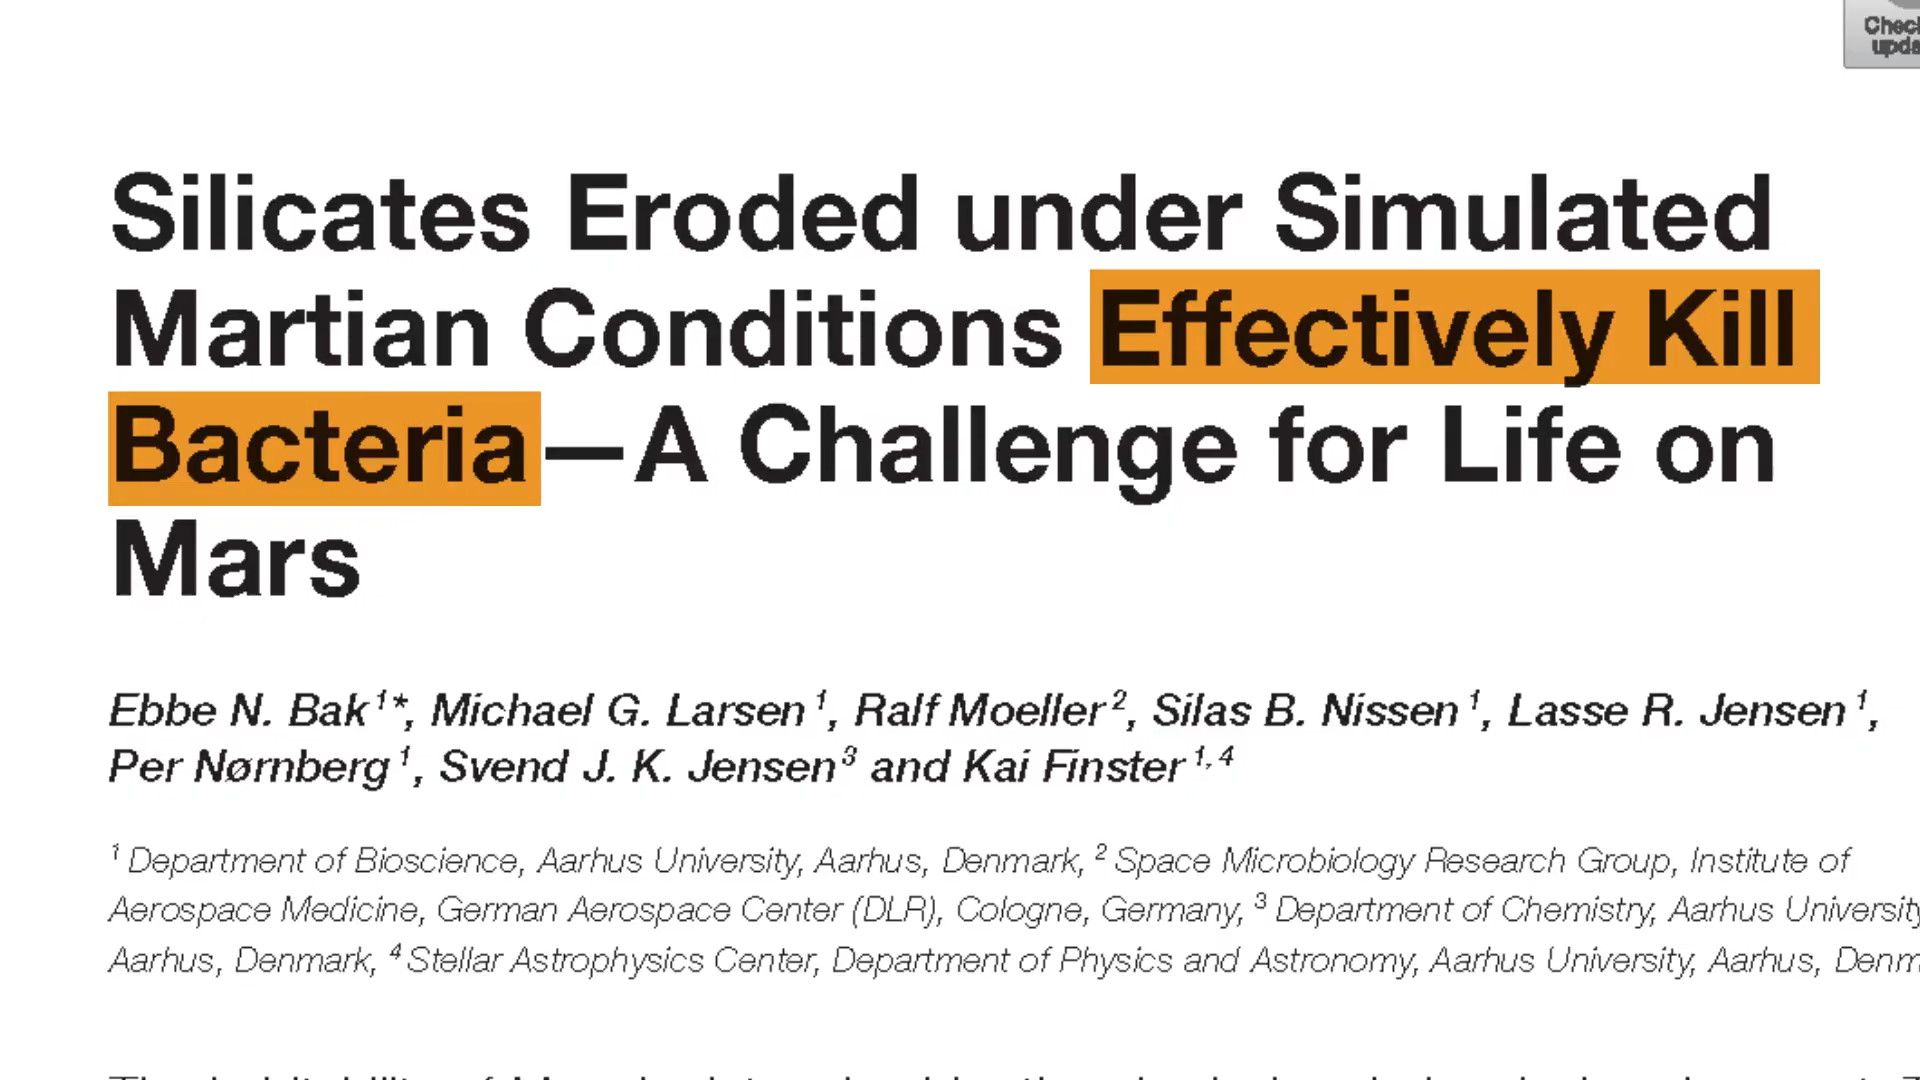 Chec
upda
Silicates Eroded under Simulated
Martian Conditions Effectively Kill
Bacteria—A Challenge for Life on
Mars
Ebbe N. Bak 1*, Michael G. Larsen 1, Ralf Moeller 2, Silas B. Nissen 1, Lasse R. Jensen 1,
Per Nørnberg 1, Svend J. K. Jensen 3 and Kai Finster 1, 4
1 Department of Bioscience, Aarhus University, Aarhus, Denmark, 2 Space Microbiology Research Group, Institute of
Aerospace Medicine, German Aerospace Center (DLR), Cologne, Germany, 3 Department of Chemistry, Aarhus University
Aarhus, Denmark, 4 Stellar Astrophysics Center, Department of Physics and Astronomy, Aarhus University, Aarhus, Denm